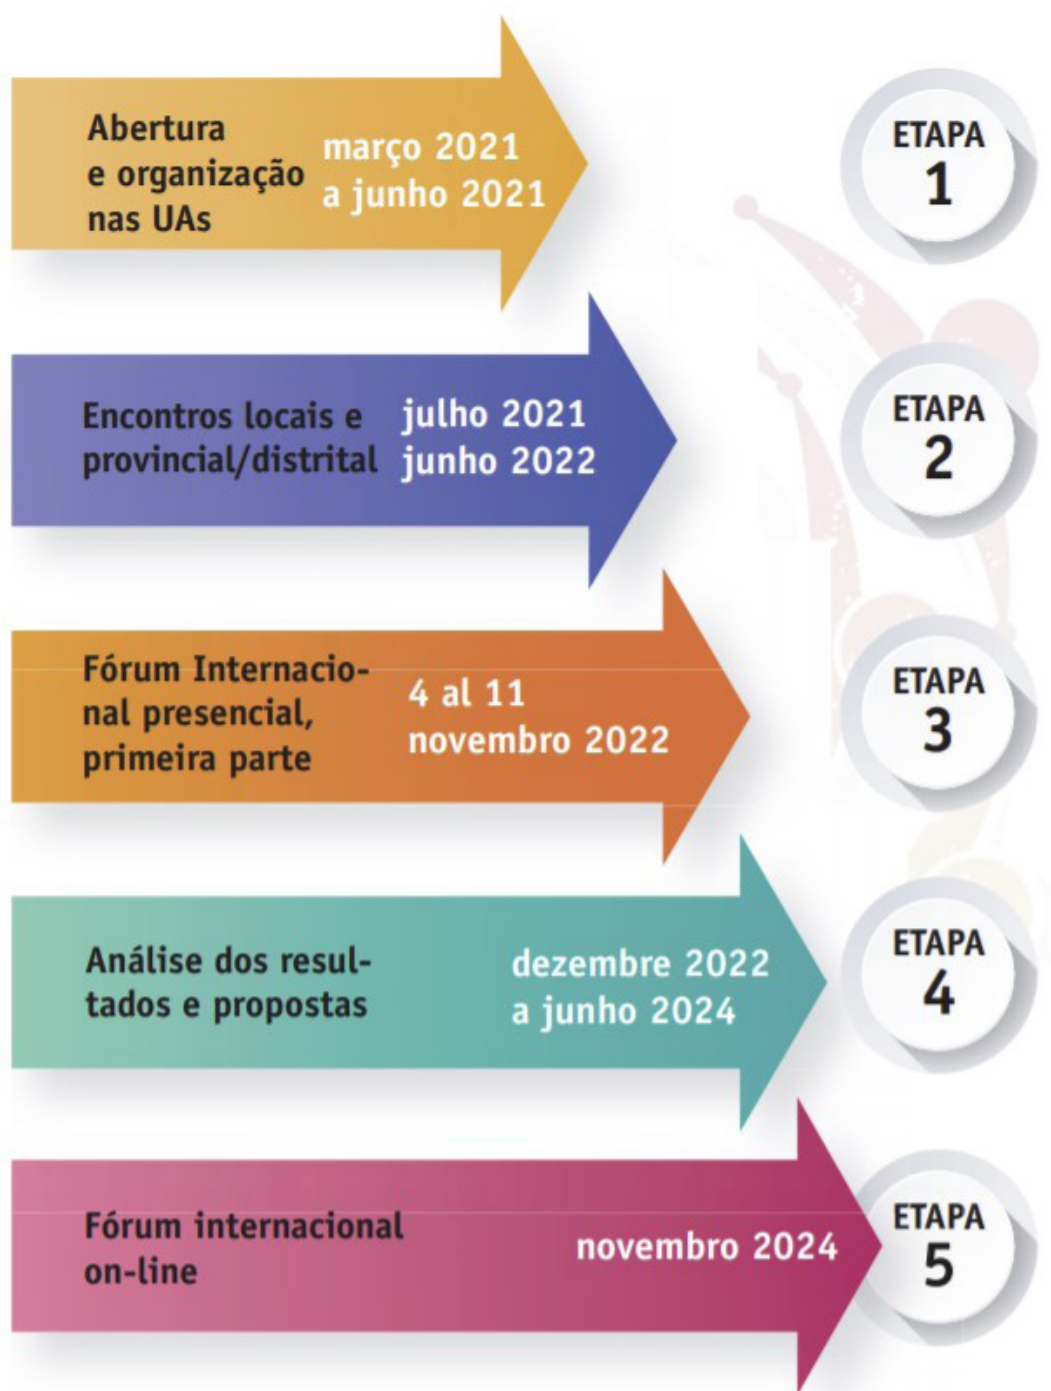 Abertura
e organização
nas UAs
março 2021
a junho 2021
ETAPA
1
Encontros locais e
provincial/distrital
julho 2021
junho 2022
ETAPA
2
Fórum Internacio-
nal presencial,
primeira parte
4 al 11
novembro 2022
ETAPA
3
Análise dos resul-
tados e propostas
dezembre 2022
a junho 2024
ETAPA
4
Fórum internacional
on-line
novembro 2024
ETAPA
5